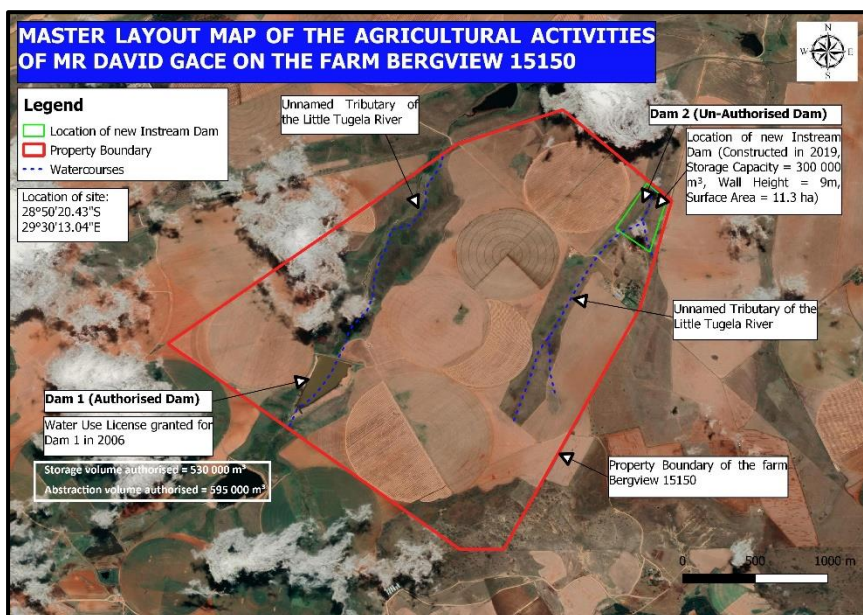 MASTER LAYOUT MAP OF THE AGRICULTURAL ACTIVITIES
OF MR DAVID GACE ON THE FARM BERGVIEW 15150
N
W E
S
Legend
Location of new Instream Dam
Property Boundary
Watercourses
Location of site:
28°50'20.43"S
29°30'13.04"E
Unnamed Tributary of
the Little Tugela River
Dam 2 (Un-Authorised Dam)
Location of new Instream
Dam (Constructed in 2019,
Storage Capacity = 300 000
m³, Wall Height = 9m,
Surface Area = 11.3 ha)
Unnamed Tributary of the
Little Tugela River
Dam 1 (Authorised Dam)
Water Use License granted for
Dam 1 in 2006
Storage volume authorised = 530 000 m³
Abstraction volume authorised = 595 000 m³
Property Boundary of the farm
Bergview 15150
0 500 1000 m